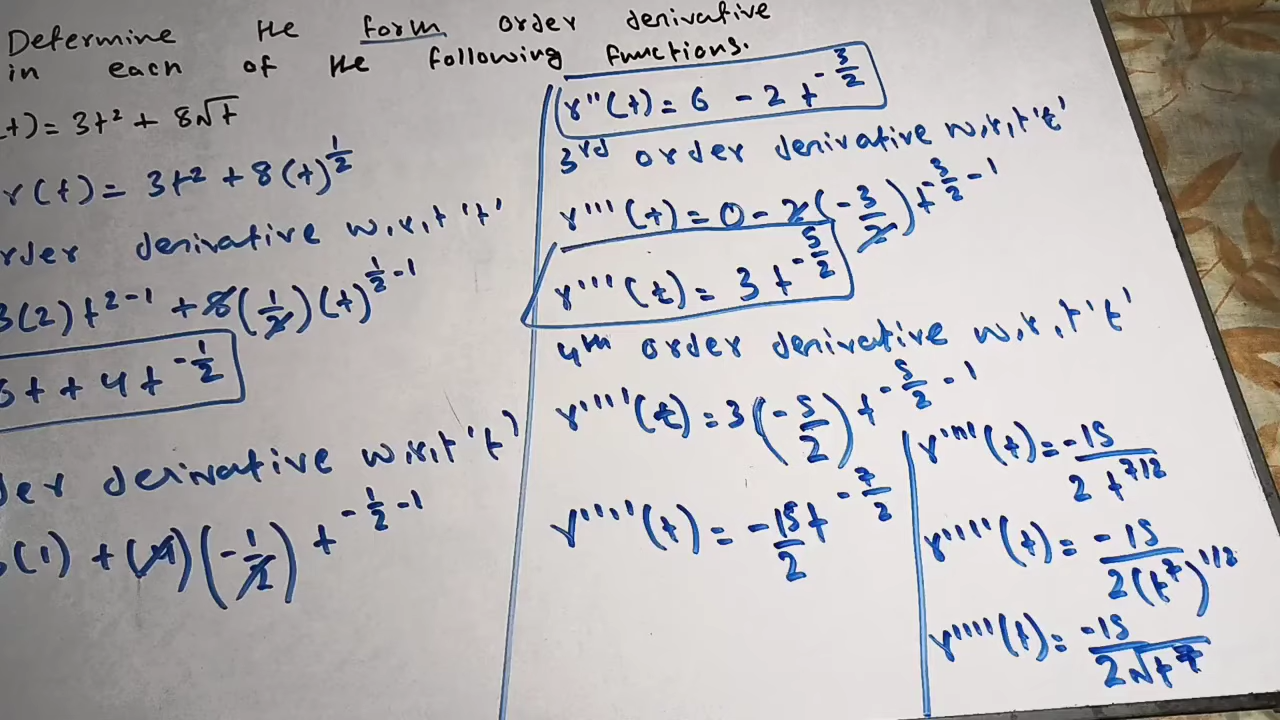 Determine the form order derivative
in each of the following functions.
t) = 3t² + 8√t
r(t) = 3t² + 8(t)^{1/2}
rder derivative w.r.t 't'
3(2) t^{2-1} + 8(1/2)(t)^{1/2 - 1}
6t + 4t^{-1/2}
der derivative w.r.t 't'
(1) + (4)(-1/2) t^{-1/2 - 1}
r''(t) = 6 - 2t^{-3/2}
3rd order derivative w.r.t 't'
r'''(t) = 0 - 2(-3/2) t^{-3/2 - 1}
r'''(t) = 3t^{-5/2}
4th order derivative w.r.t 't'
r''''(t) = 3(-5/2) t^{-5/2 - 1}
r''''(t) = -15/2 t^{-7/2}
r''''(t) = -15 / 2t^{7/2}
r''''(t) = -15 / 2(t^7)^{1/2}
r''''(t) = -15 / 2√t^7